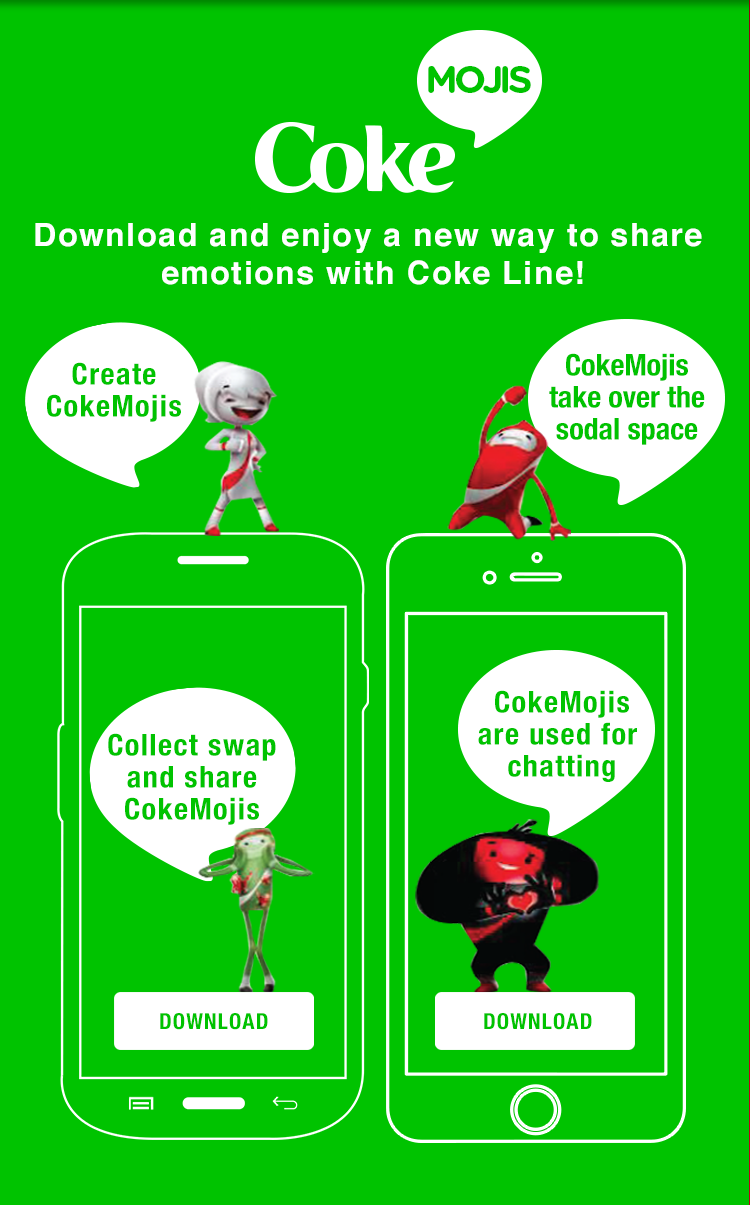 MOJIS
Coke
Download and enjoy a new way to share
emotions with Coke Line!
Create
CokeMojis
CokeMojis
take over the
sodal space
Collect swap
and share
CokeMojis
CokeMojis
are used for
chatting
DOWNLOAD
DOWNLOAD